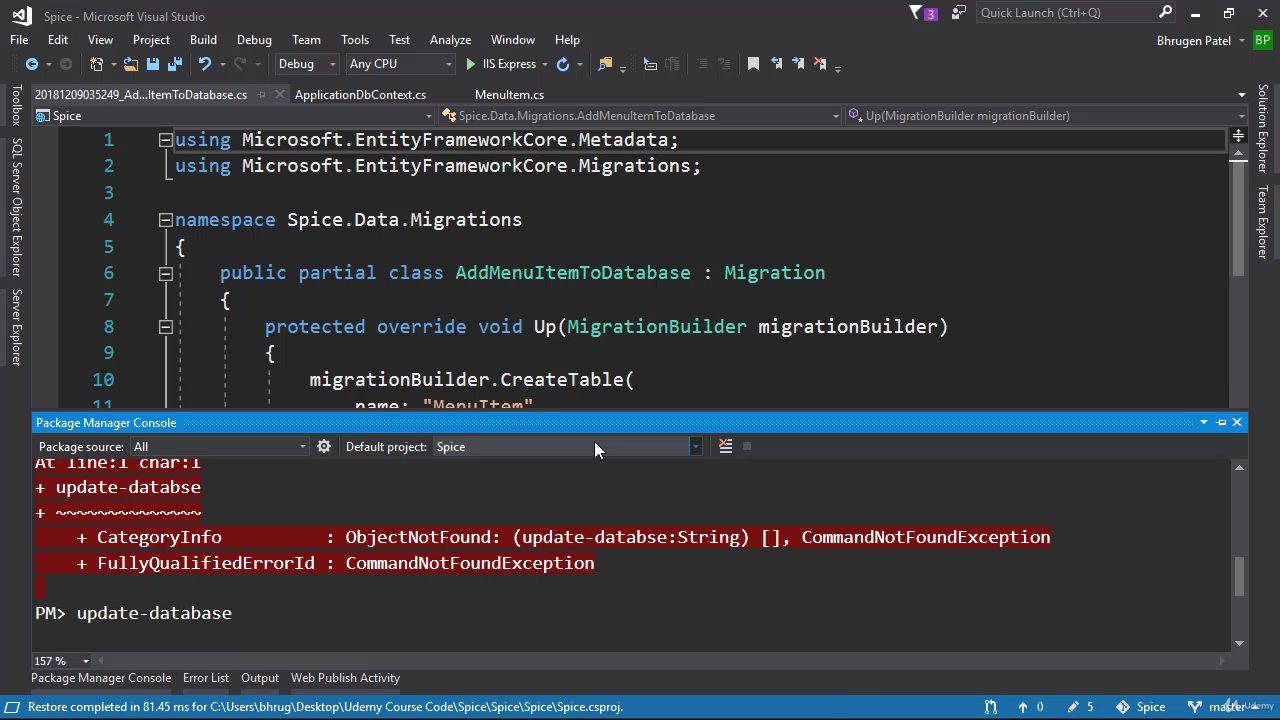 Spice - Microsoft Visual Studio
3
Quick Launch (Ctrl+Q)
File Edit View Project Build Debug Team Tools Test Analyze Window Help
Bhrugen Patel BP
Debug Any CPU IIS Express
20181209035249_Ad...ItemToDatabase.cs ApplicationDbContext.cs MenuItem.cs
Spice Spice.Data.Migrations.AddMenuItemToDatabase Up(MigrationBuilder migrationBuilder)
Toolbox
SQL Server Object Explorer
Server Explorer
Solution Explorer
Team Explorer
1 using Microsoft.EntityFrameworkCore.Metadata;
2 using Microsoft.EntityFrameworkCore.Migrations;
3
4 namespace Spice.Data.Migrations
5 {
6 public partial class AddMenuItemToDatabase : Migration
7 {
8 protected override void Up(MigrationBuilder migrationBuilder)
9 {
10 migrationBuilder.CreateTable(
11 name: "MenuItem"
Package Manager Console
Package source: All Default project: Spice
At line:1 char:1
+ update-databse
+ ~~~~~~~~~~~~~~
+ CategoryInfo : ObjectNotFound: (update-databse:String) [], CommandNotFoundException
+ FullyQualifiedErrorId : CommandNotFoundException
PM> update-database
157 %
Package Manager Console Error List Output Web Publish Activity
Restore completed in 81.45 ms for C:\Users\bhrug\Desktop\Udemy Course Code\Spice\Spice\Spice\Spice.csproj.
0 5 Spice master
Udemy